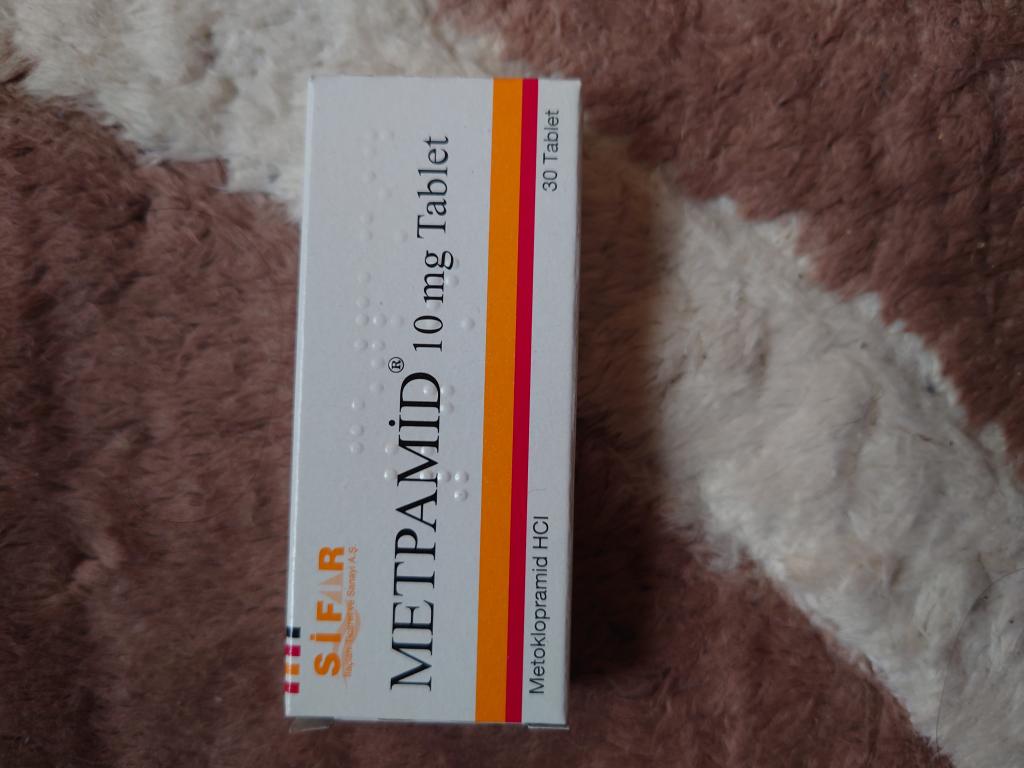 SİFAR
METPAMİD® 10 mg Tablet
Metoklopramid HCl
30 Tablet